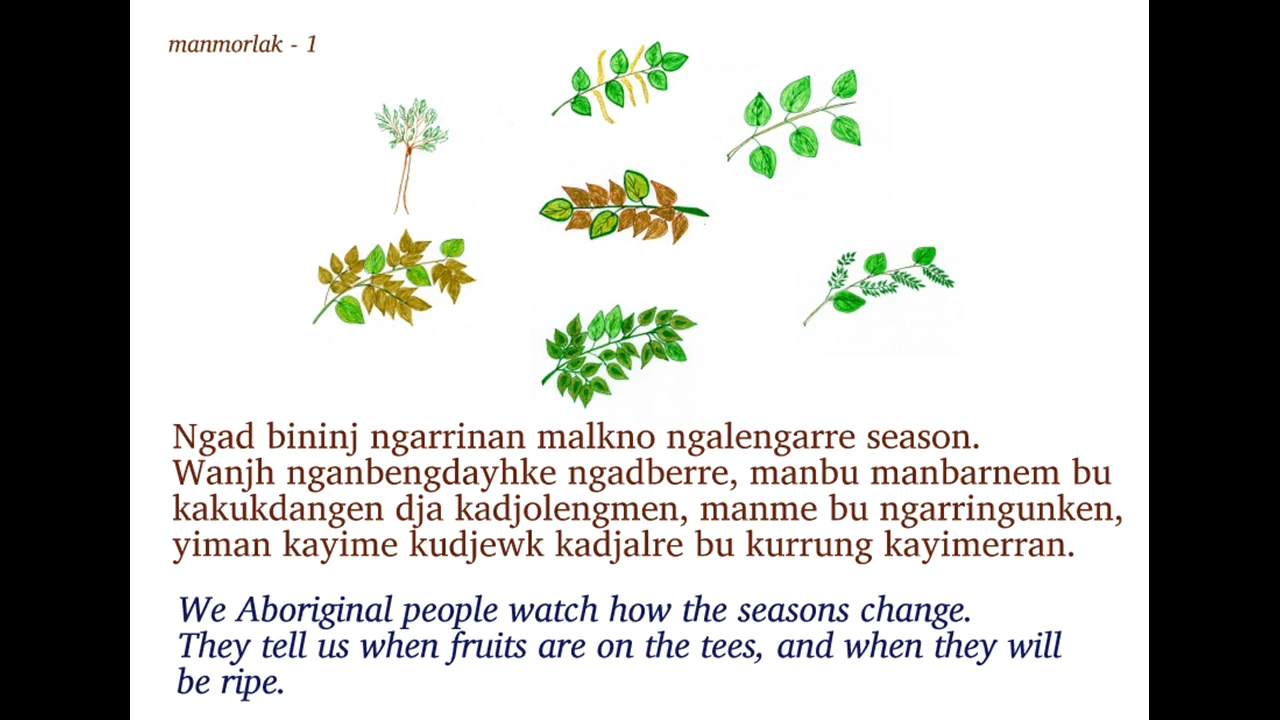 manmorlak - 1
Ngad bininj ngarrinan malkno ngalengarre season.
Wanjh nganbengdayhke ngadberre, manbu manbarnem bu
kakukdangen dja kadjolengmen, manme bu ngarringunken,
yiman kayime kudjewk kadjalre bu kurrung kayimerran.
We Aboriginal people watch how the seasons change.
They tell us when fruits are on the tees, and when they will
be ripe.